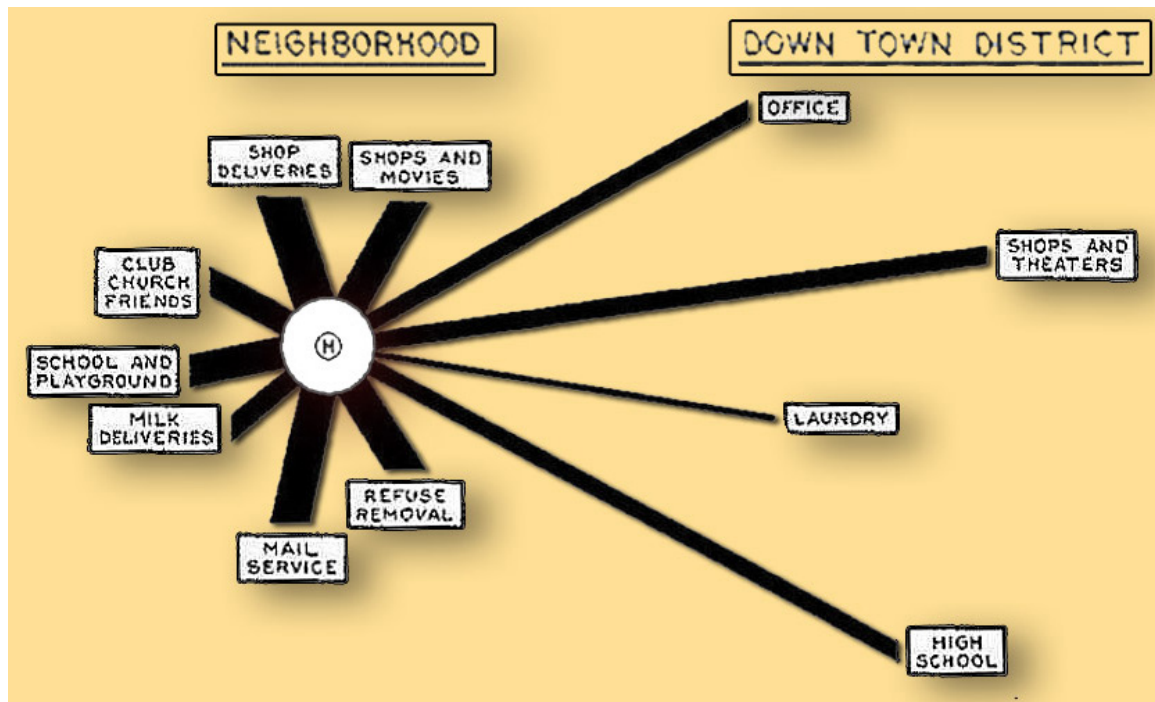 NEIGHBORHOOD
DOWN TOWN DISTRICT
OFFICE
SHOP
DELIVERIES
SHOPS AND
MOVIES
SHOPS AND
THEATERS
CLUB
CHURCH
FRIENDS
H
SCHOOL AND
PLAYGROUND
MILK
DELIVERIES
LAUNDRY
REFUSE
REMOVAL
MAIL
SERVICE
HIGH
SCHOOL